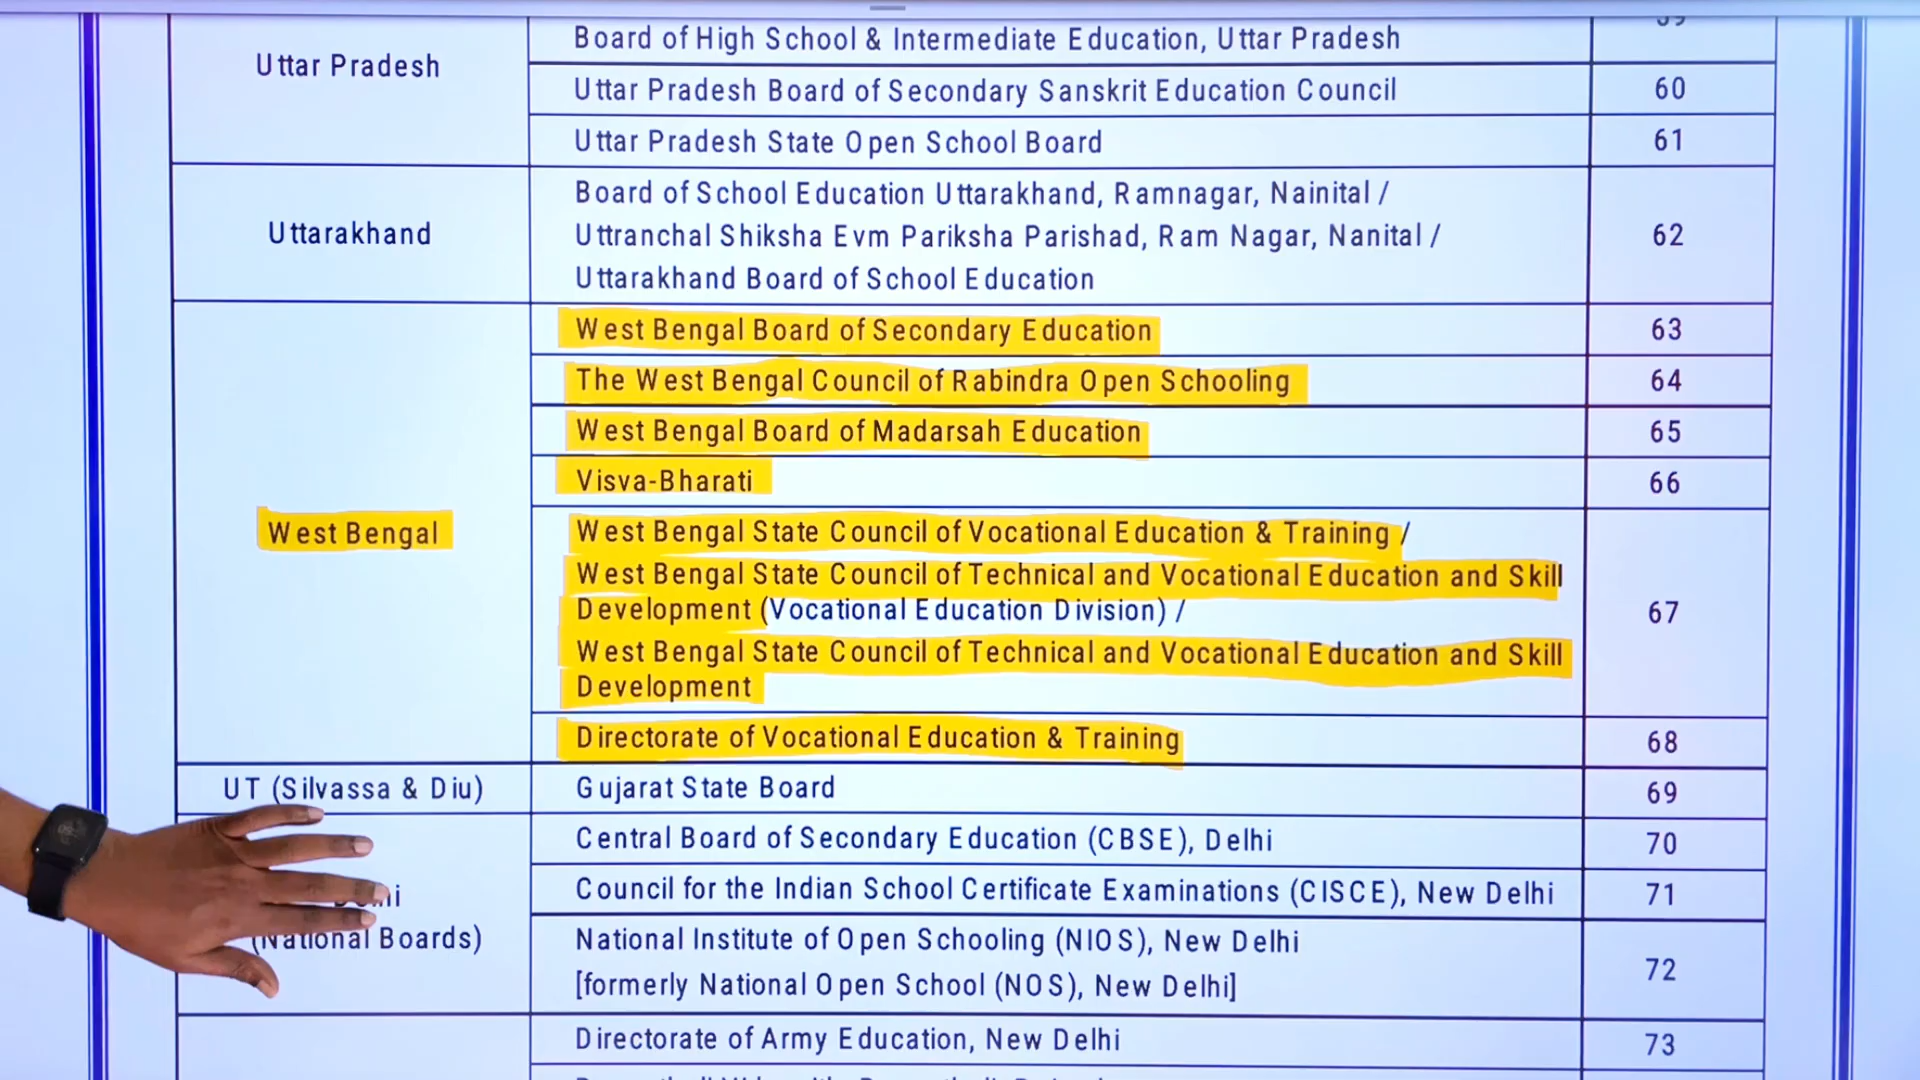 Uttar Pradesh
Board of High School & Intermediate Education, Uttar Pradesh
Uttar Pradesh Board of Secondary Sanskrit Education Council
60
Uttar Pradesh State Open School Board
61
Uttarakhand
Board of School Education Uttarakhand, Ramnagar, Nainital /
Uttranchal Shiksha Evm Pariksha Parishad, Ram Nagar, Nanital /
Uttarakhand Board of School Education
62
West Bengal
West Bengal Board of Secondary Education
63
The West Bengal Council of Rabindra Open Schooling
64
West Bengal Board of Madarsah Education
65
Visva-Bharati
66
West Bengal State Council of Vocational Education & Training /
West Bengal State Council of Technical and Vocational Education and Skill
Development (Vocational Education Division) /
West Bengal State Council of Technical and Vocational Education and Skill
Development
67
Directorate of Vocational Education & Training
68
UT (Silvassa & Diu)
Gujarat State Board
69
(National Boards)
Central Board of Secondary Education (CBSE), Delhi
70
Council for the Indian School Certificate Examinations (CISCE), New Delhi
71
National Institute of Open Schooling (NIOS), New Delhi
[formerly National Open School (NOS), New Delhi]
72
Directorate of Army Education, New Delhi
73